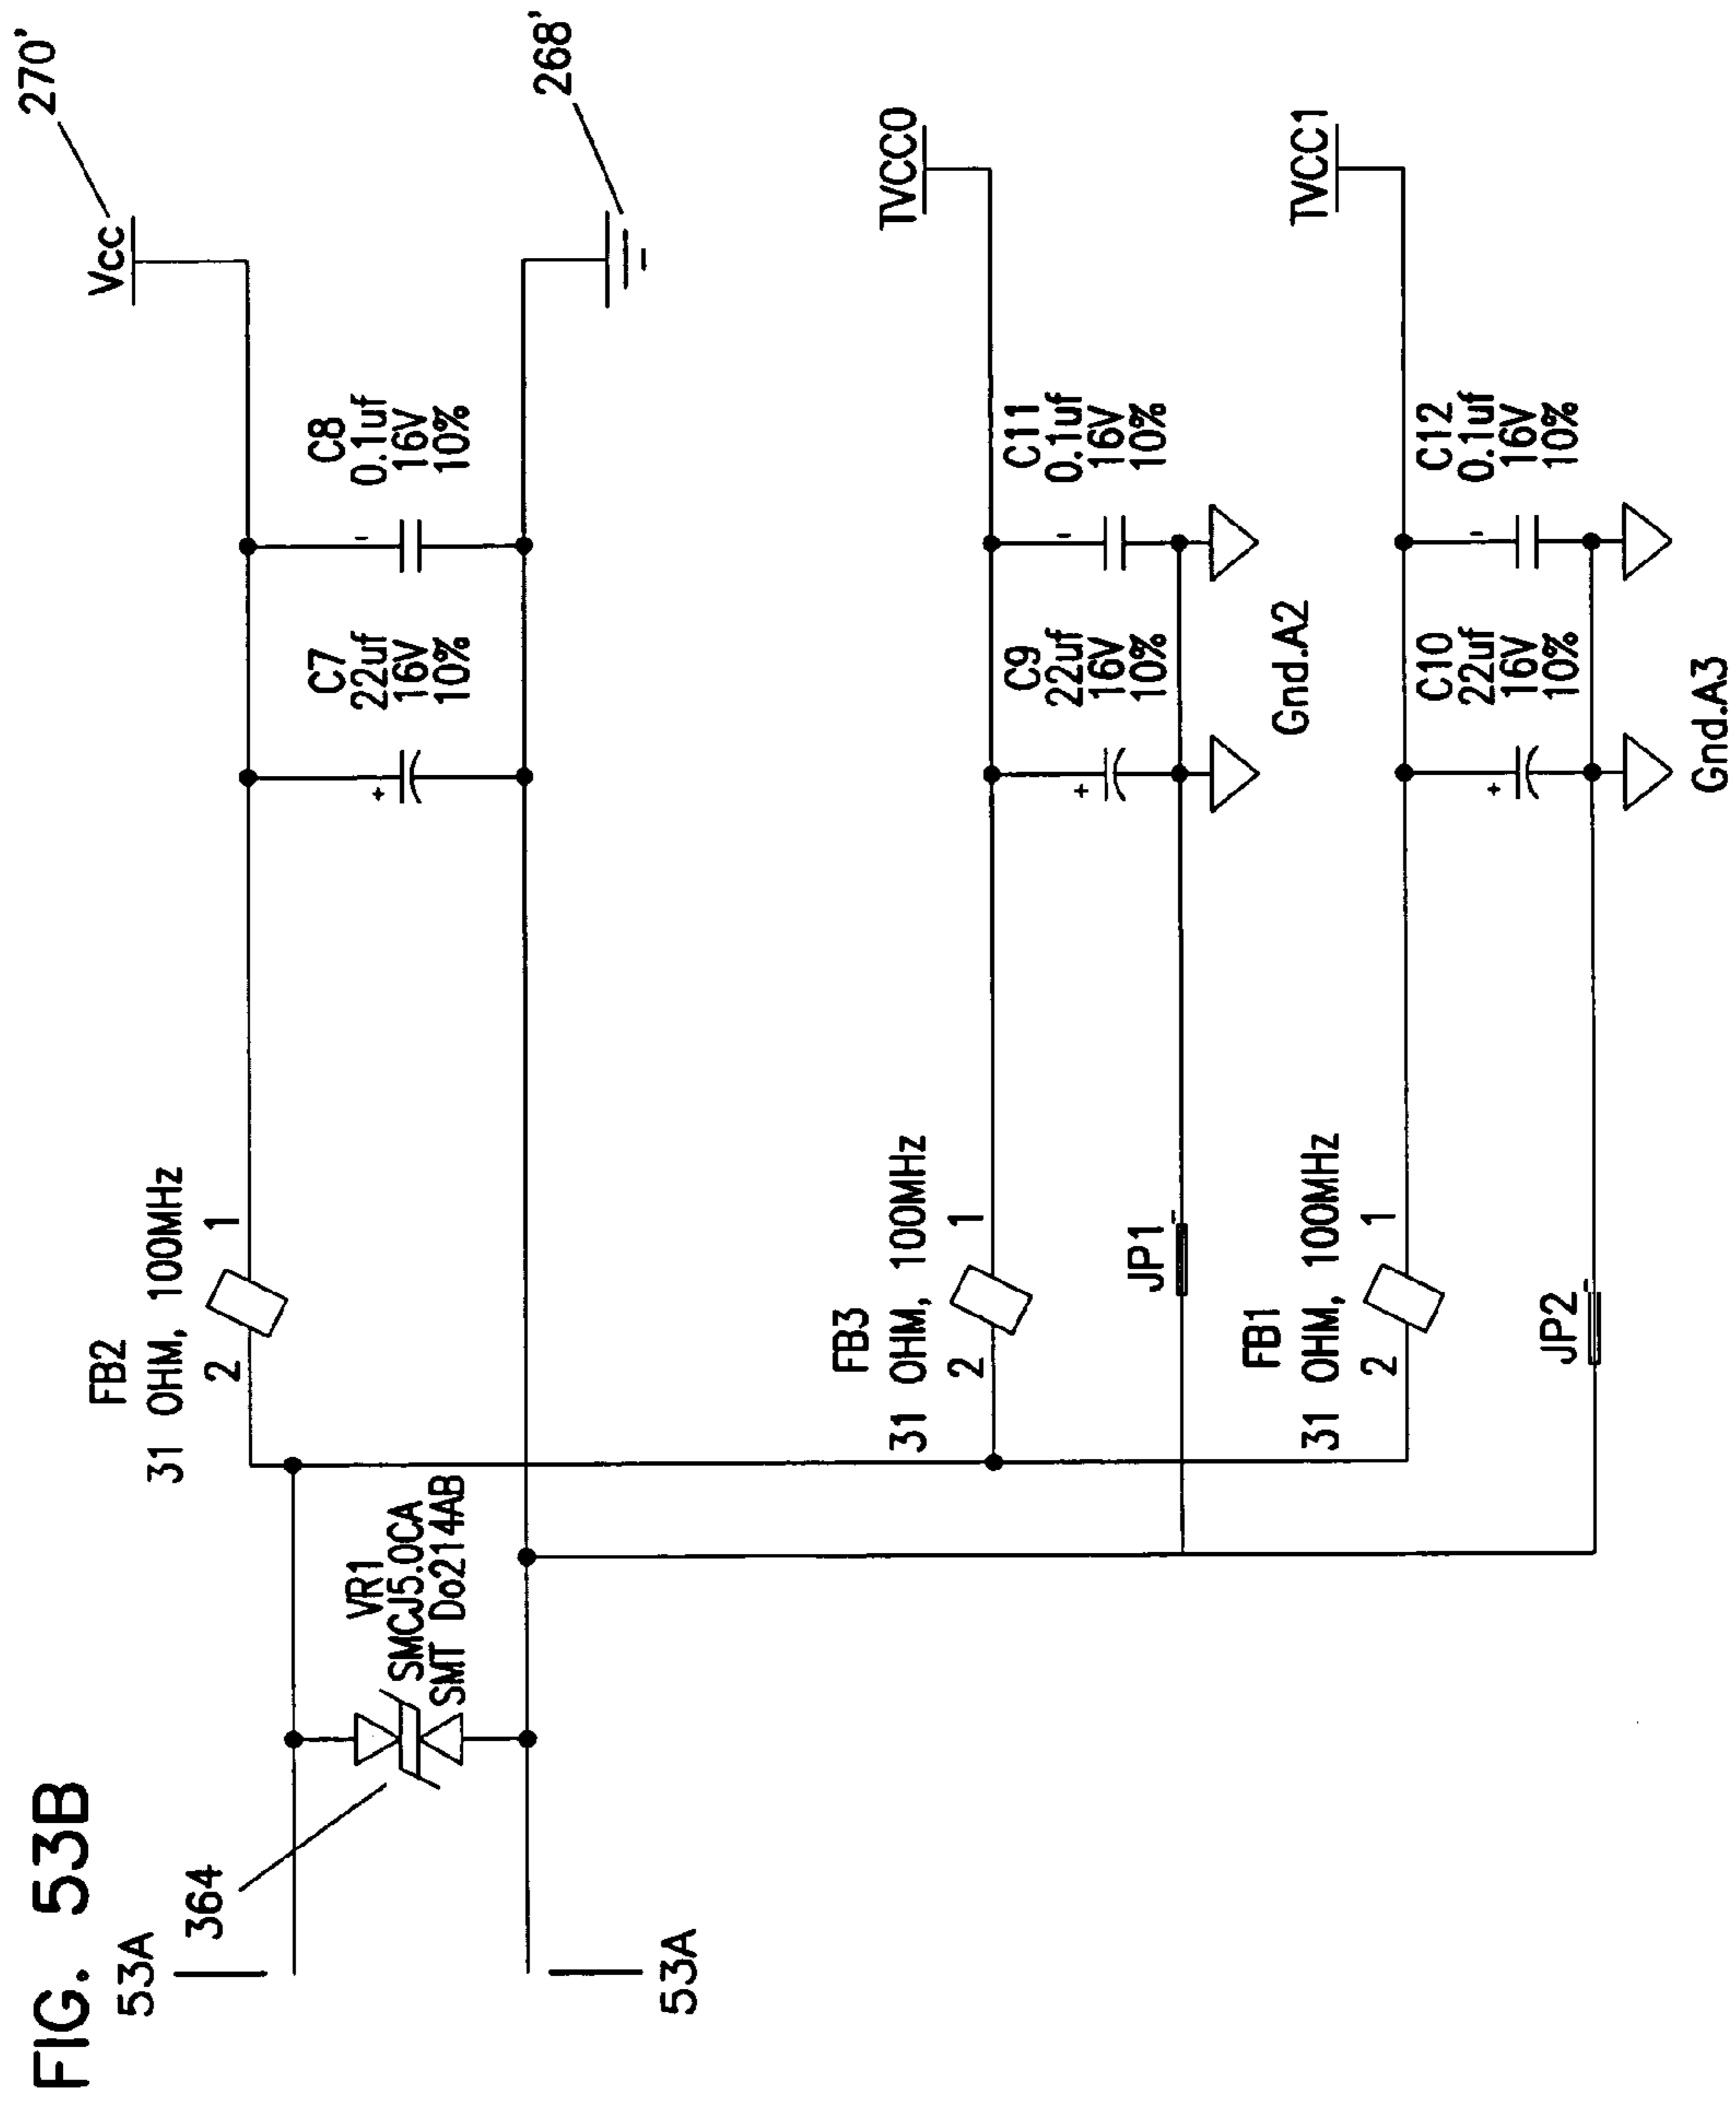 FIG. 53B
53A
364
53A
VR1
SMCJ5.0CA
SMT Do214AB
FB2
31 OHM, 100MHz
2 1
C7
22uf
16V
10%
+
C8
0.1uf
16V
10%
Vcc
270'
268'
FB3
31 OHM, 100MHz
2 1
JP1
C9
22uf
16V
10%
+
C11
0.1uf
16V
10%
TVCC0
Gnd.A2
FB1
31 OHM, 100MHz
2 1
JP2
C10
22uf
16V
10%
+
C12
0.1uf
16V
10%
TVCC1
Gnd.A3